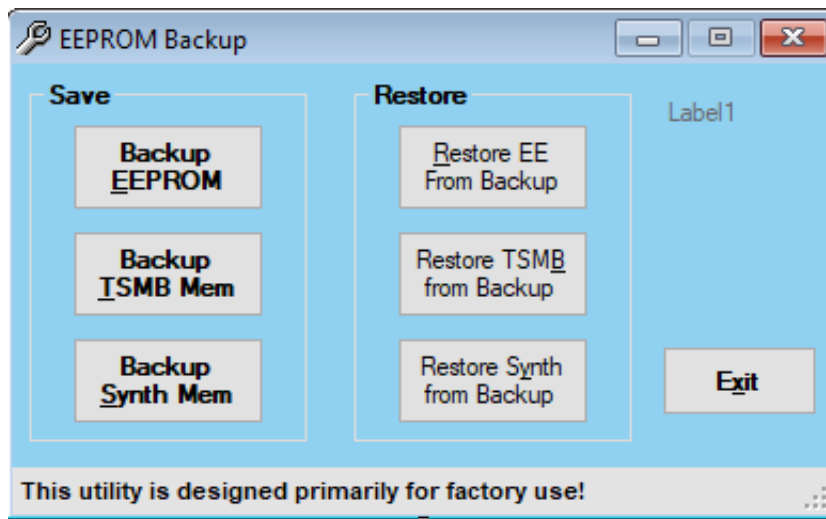 EEPROM Backup
Save
Backup
EEPROM
Backup
TSMB Mem
Backup
Synth Mem
Restore
Restore EE
From Backup
Restore TSMB
from Backup
Restore Synth
from Backup
Label1
Exit
This utility is designed primarily for factory use!